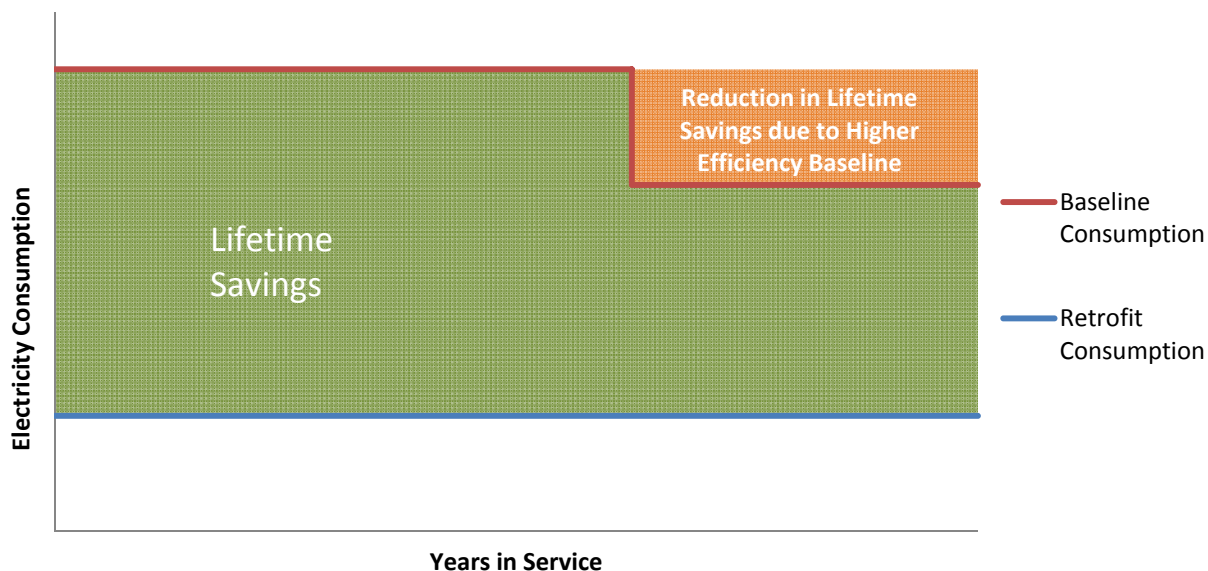 Reduction in Lifetime
Savings due to Higher
Efficiency Baseline
Lifetime
Savings
Electricity Consumption
Years in Service
Baseline
Consumption
Retrofit
Consumption